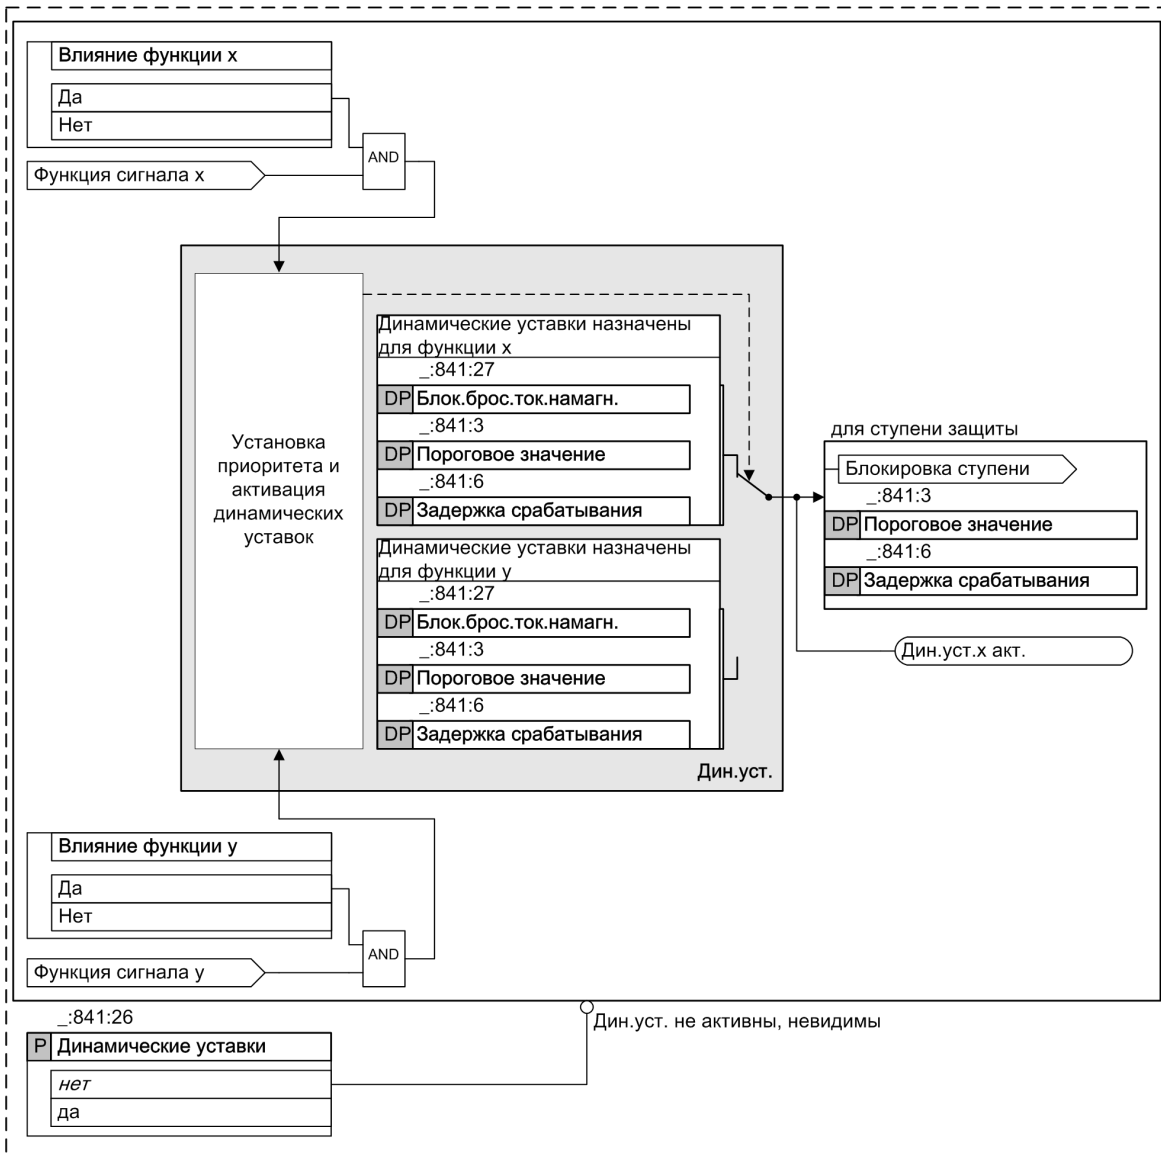 Влияние функции x
Да
Нет
AND
Функция сигнала x
Установка
приоритета и
активация
динамических
уставок
Динамические уставки назначены
для функции x
_:841:27
DP Блок.брос.ток.намагн.
_:841:3
DP Пороговое значение
_:841:6
DP Задержка срабатывания
Динамические уставки назначены
для функции y
_:841:27
DP Блок.брос.ток.намагн.
_:841:3
DP Пороговое значение
_:841:6
DP Задержка срабатывания
Дин.уст.
для ступени защиты
Блокировка ступени
_:841:3
DP Пороговое значение
_:841:6
DP Задержка срабатывания
Дин.уст.x акт.
Влияние функции y
Да
Нет
AND
Функция сигнала y
_:841:26
Дин.уст. не активны, невидимы
P Динамические уставки
нет
да